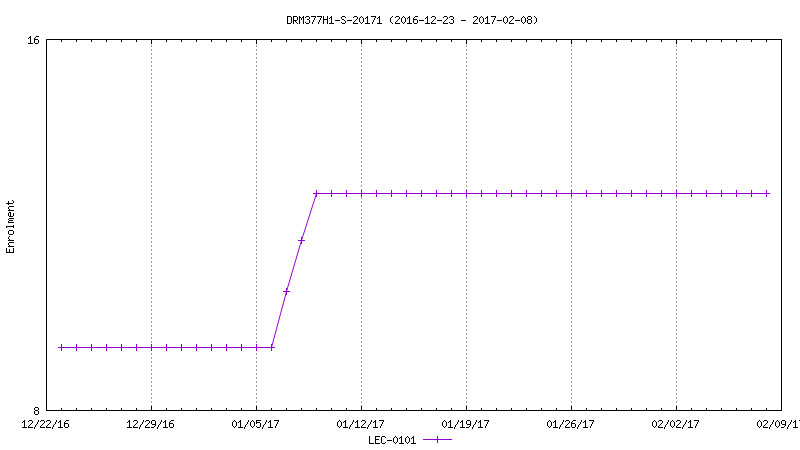 DRM377H1-S-20171 (2016-12-23 - 2017-02-08)
16
Enrolment
8
12/22/16 12/29/16 01/05/17 01/12/17 01/19/17 01/26/17 02/02/17 02/09/1
LEC-0101